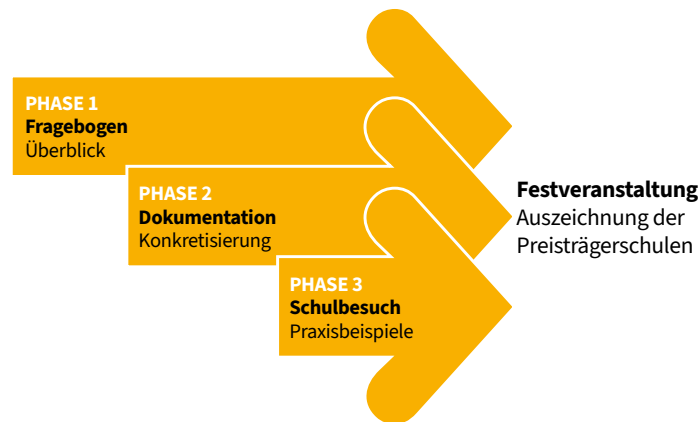 PHASE 1
Fragebogen
Überblick
PHASE 2
Dokumentation
Konkretisierung
PHASE 3
Schulbesuch
Praxisbeispiele
Festveranstaltung
Auszeichnung der
Preisträgerschulen